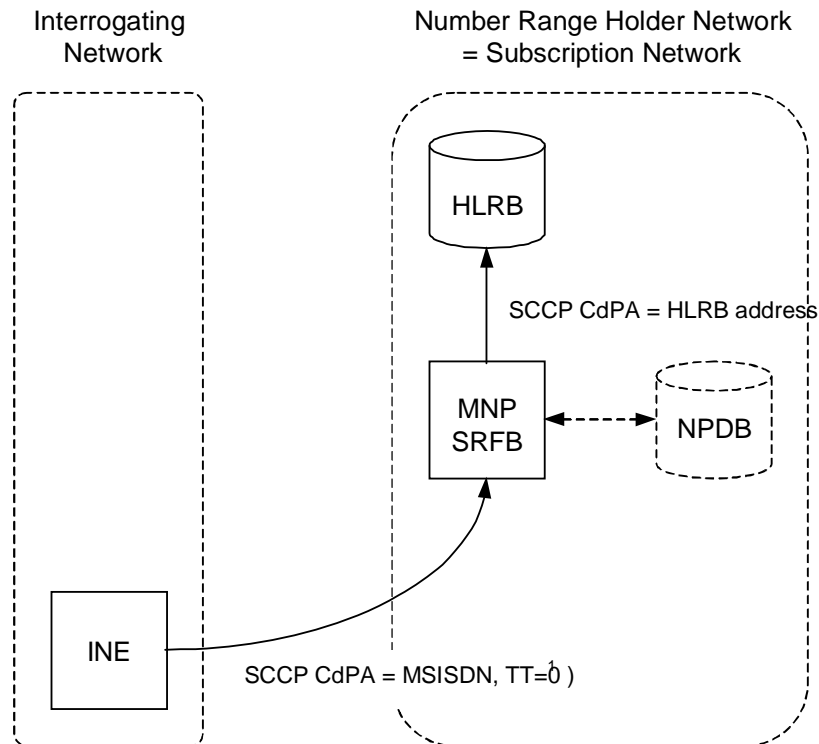 Interrogating
Network
Number Range Holder Network
= Subscription Network
HLRB
SCCP CdPA = HLRB address
MNP
SRFB
NPDB
INE
SCCP CdPA = MSISDN, TT=0 1)